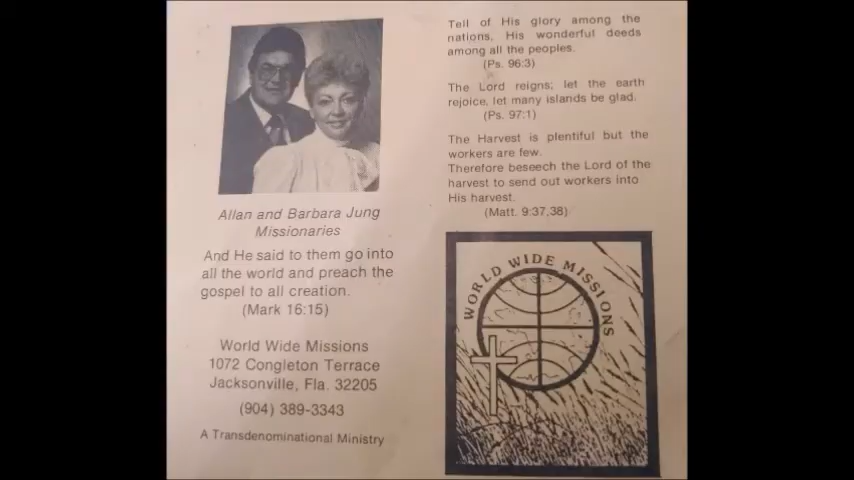 Allan and Barbara Jung
Missionaries
And He said to them go into
all the world and preach the
gospel to all creation.
(Mark 16:15)
World Wide Missions
1072 Congleton Terrace
Jacksonville, Fla. 32205
(904) 389-3343
A Transdenominational Ministry
Tell of His glory among the
nations, His wonderful deeds
among all the peoples.
(Ps. 96:3)
The Lord reigns; let the earth
rejoice, let many islands be glad.
(Ps. 97:1)
The Harvest is plentiful but the
workers are few.
Therefore beseech the Lord of the
harvest to send out workers into
His harvest.
(Matt. 9:37,38)
WORLD WIDE MISSIONS